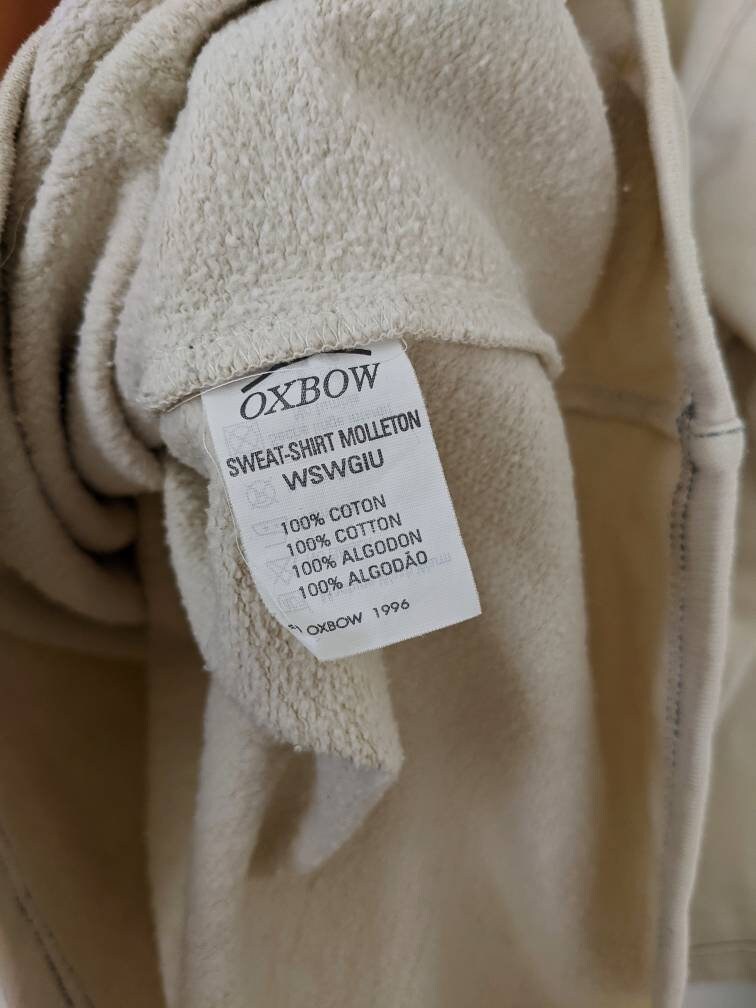 OXBOW
SWEAT-SHIRT MOLLETON
WSWGIU
100% COTON
100% COTTON
100% ALGODON
100% ALGODÃO
OXBOW 1996